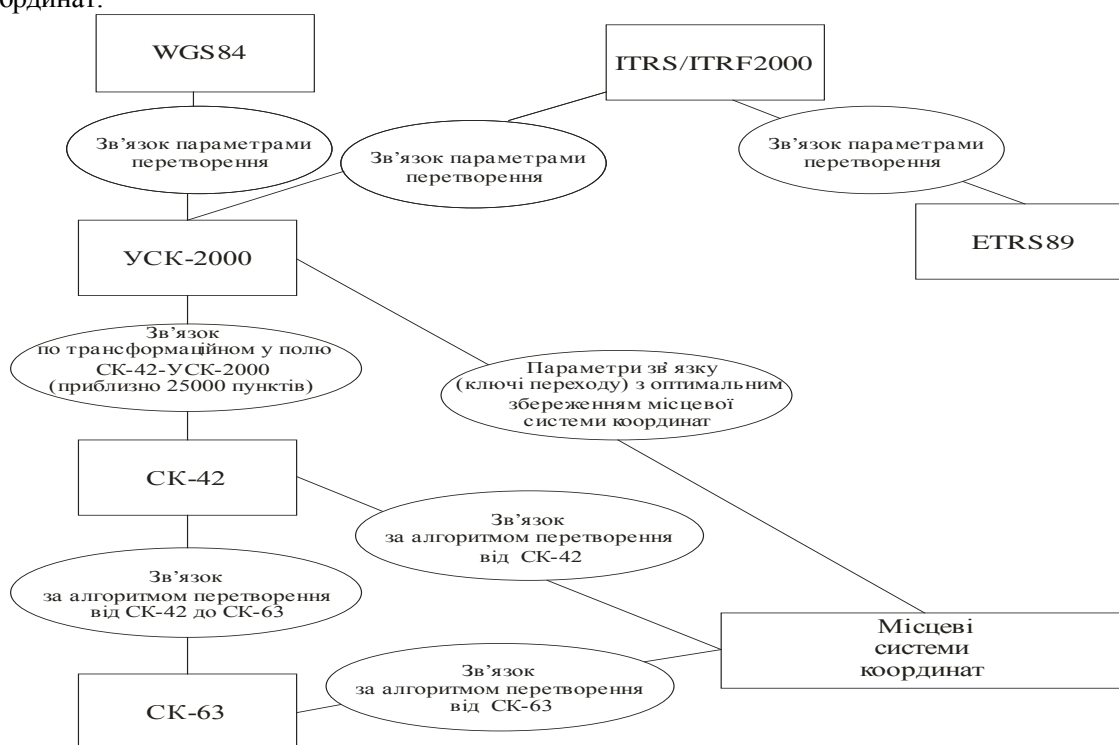 ординат.
WGS84
ITRS/ITRF2000
Зв'язок параметрами
перетворення
Зв'язок параметрами
перетворення
Зв'язок параметрами
перетворення
УСК-2000
ETRS89
Зв'язок
по трансформаційном у полю
СК-42-УСК-2000
(приблизно 25000 пунктів)
Параметри зв' язку
(ключі переходу) з оптимальним
збереженням місцевої
системи координат
СК-42
Зв'язок
за алгоритмом перетворення
від СК-42
Зв'язок
за алгоритмом перетворення
від СК-42 до СК-63
Місцеві
системи
координат
Зв'язок
за алгоритмом перетворення
від СК-63
СК-63